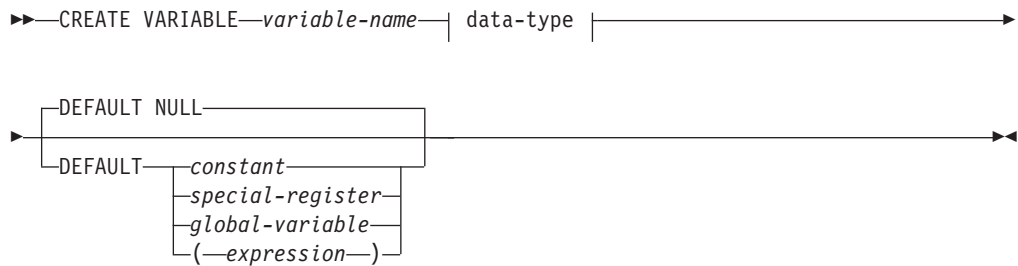 CREATE VARIABLE variable-name data-type
DEFAULT NULL
DEFAULT constant
special-register
global-variable
( expression )